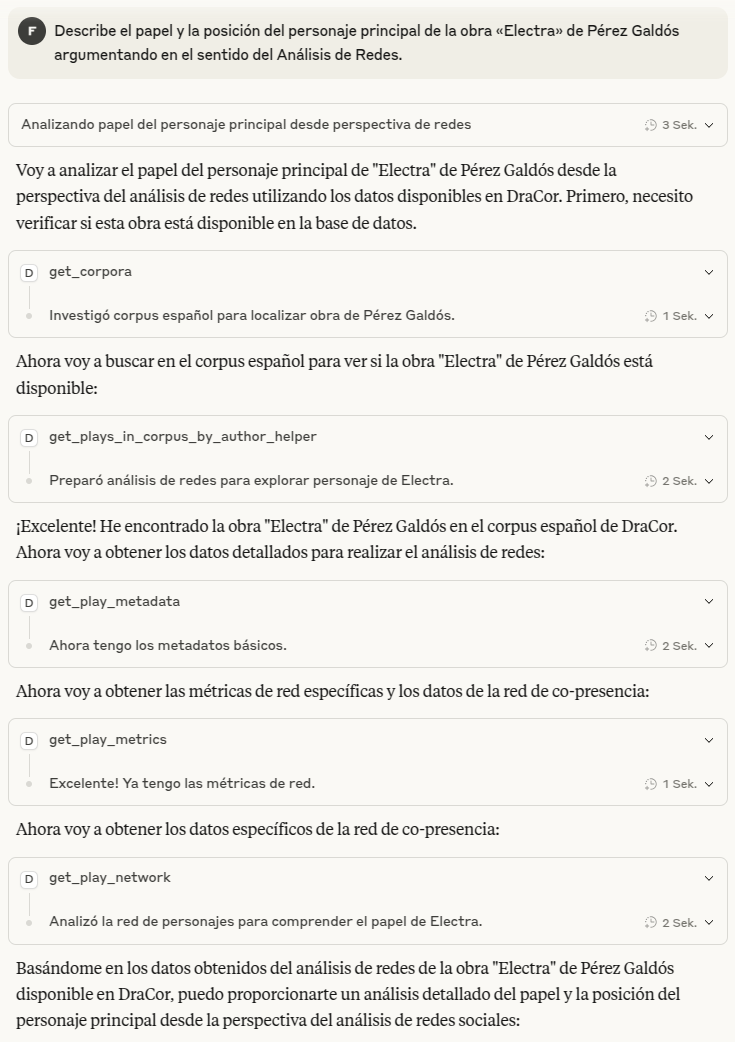 F
Describe el papel y la posición del personaje principal de la obra «Electra» de Pérez Galdós
argumentando en el sentido del Análisis de Redes.
Analizando papel del personaje principal desde perspectiva de redes 3 Sek.
Voy a analizar el papel del personaje principal de "Electra" de Pérez Galdós desde la
perspectiva del análisis de redes utilizando los datos disponibles en DraCor. Primero, necesito
verificar si esta obra está disponible en la base de datos.
D get_corpora
Investigó corpus español para localizar obra de Pérez Galdós. 1 Sek.
Ahora voy a buscar en el corpus español para ver si la obra "Electra" de Pérez Galdós está
disponible:
D get_plays_in_corpus_by_author_helper
Preparó análisis de redes para explorar personaje de Electra. 2 Sek.
¡Excelente! He encontrado la obra "Electra" de Pérez Galdós en el corpus español de DraCor.
Ahora voy a obtener los datos detallados para realizar el análisis de redes:
D get_play_metadata
Ahora tengo los metadatos básicos. 2 Sek.
Ahora voy a obtener las métricas de red específicas y los datos de la red de co-presencia:
D get_play_metrics
Excelente! Ya tengo las métricas de red. 1 Sek.
Ahora voy a obtener los datos específicos de la red de co-presencia:
D get_play_network
Analizó la red de personajes para comprender el papel de Electra. 2 Sek.
Basándome en los datos obtenidos del análisis de redes de la obra "Electra" de Pérez Galdós
disponible en DraCor, puedo proporcionarte un análisis detallado del papel y la posición del
personaje principal desde la perspectiva del análisis de redes sociales: